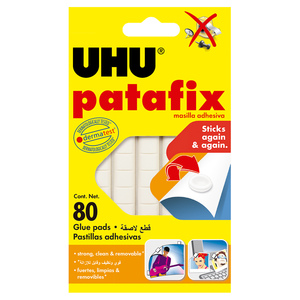 UHU®
patafix
masilla adhesiva
dermatest®
Sticks
again
& again.
Cont. Net.
80
Glue pads • قطع لاصقة
Pastillas adhesivas
• strong, clean & removable
• fuertes, limpias &
removibles